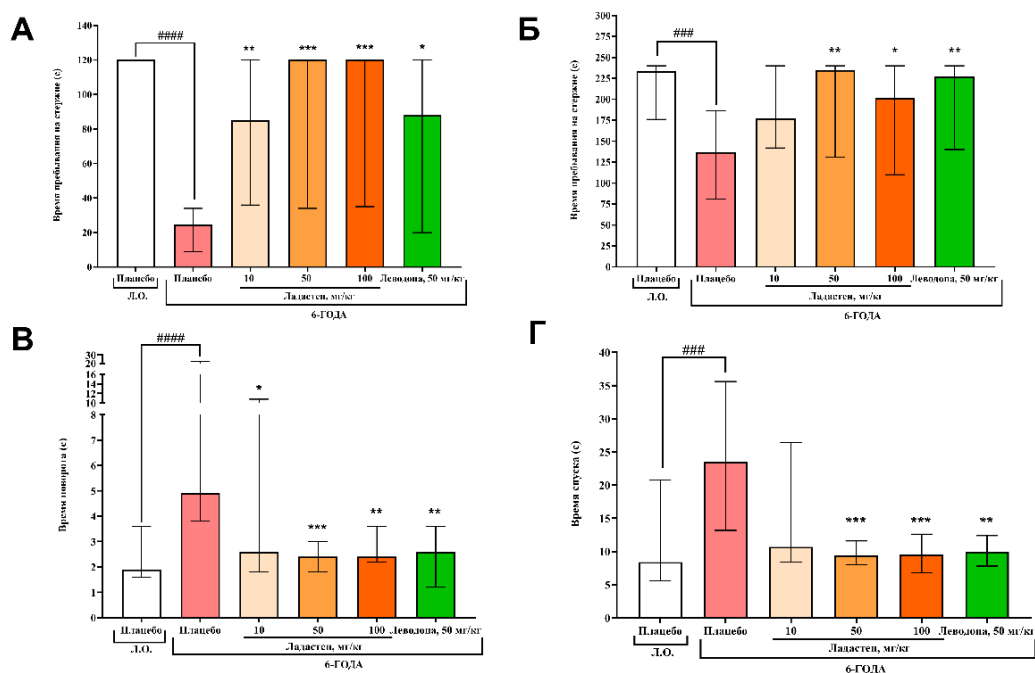 А
Время пребывания на стержне (с)
140
120
100
80
60
40
20
0
####
**
***
***
*
Плацебо
Плацебо
10
50
100
Леводопа, 50 мг/кг
Л.О.
Ладастен, мг/кг
6-ГОДА
Б
Время пребывания на стержне (с)
300
275
250
225
200
175
150
125
100
75
50
25
0
###
**
*
**
Плацебо
Плацебо
10
50
100
Леводопа, 50 мг/кг
Л.О.
Ладастен, мг/кг
6-ГОДА
В
Время поворота (с)
30
20
16
14
12
10
8
6
5
4
3
2
1
0
####
*
***
**
**
Плацебо
Плацебо
10
50
100
Леводопа, 50 мг/кг
Л.О.
Ладастен, мг/кг
6-ГОДА
Г
Время спуска (с)
40
35
30
25
20
15
10
5
0
###
***
***
**
Плацебо
Плацебо
10
50
100
Леводопа, 50 мг/кг
Л.О.
Ладастен, мг/кг
6-ГОДА